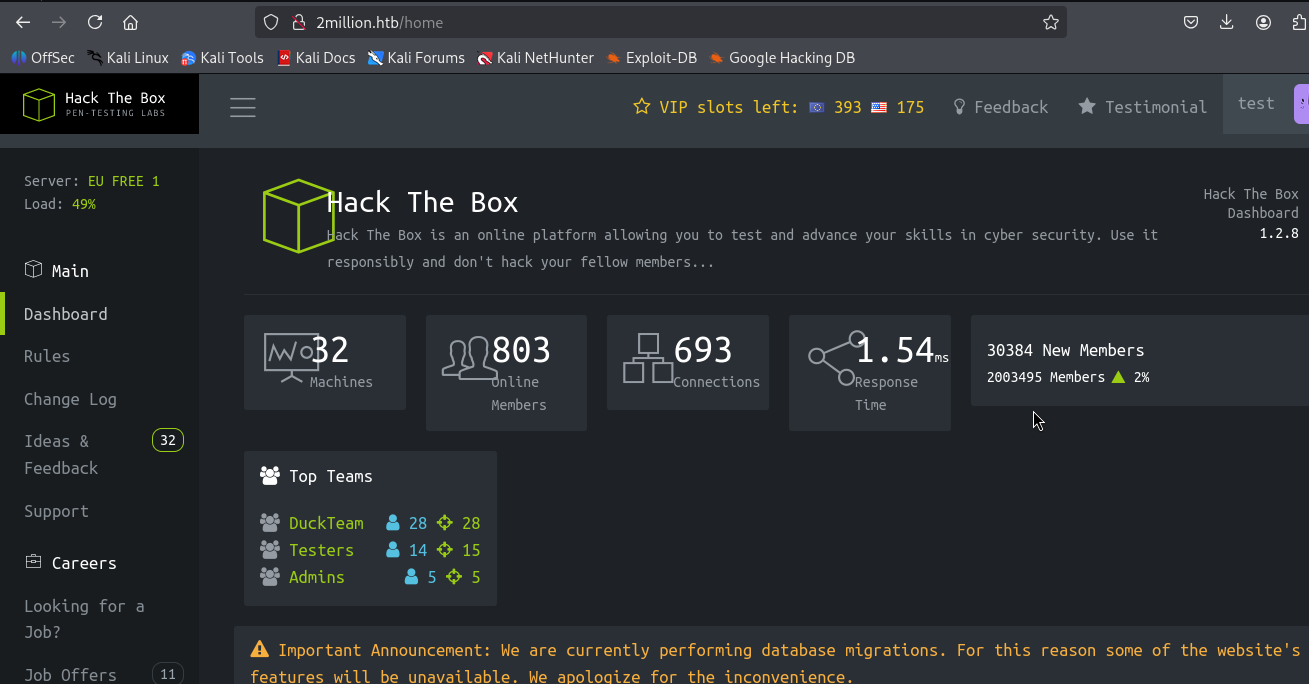 2million.htb/home
OffSec Kali Linux Kali Tools Kali Docs Kali Forums Kali NetHunter Exploit-DB Google Hacking DB
Hack The Box
PEN-TESTING LABS
VIP slots left: 393 175 Feedback Testimonial test
Server: EU FREE 1
Load: 49%
Main
Dashboard
Rules
Change Log
Ideas & 32
Feedback
Support
Careers
Looking for a
Job?
Job Offers 11
Hack The Box
Hack The Box is an online platform allowing you to test and advance your skills in cyber security. Use it
responsibly and don't hack your fellow members...
Hack The Box
Dashboard
1.2.8
32
Machines
803
Online
Members
693
Connections
1.54ms
Response
Time
30384 New Members
2003495 Members 2%
Top Teams
DuckTeam 28 28
Testers 14 15
Admins 5 5
Important Announcement: We are currently performing database migrations. For this reason some of the website's
features will be unavailable. We apologize for the inconvenience.